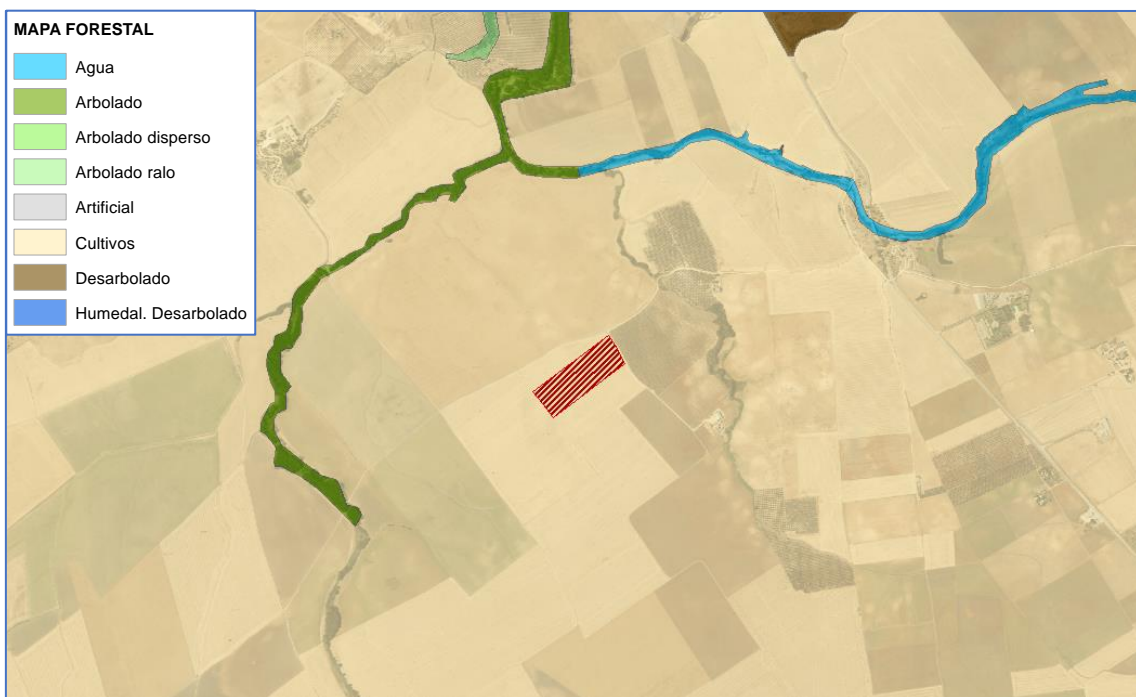 MAPA FORESTAL
Agua
Arbolado
Arbolado disperso
Arbolado ralo
Artificial
Cultivos
Desarbolado
Humedal. Desarbolado